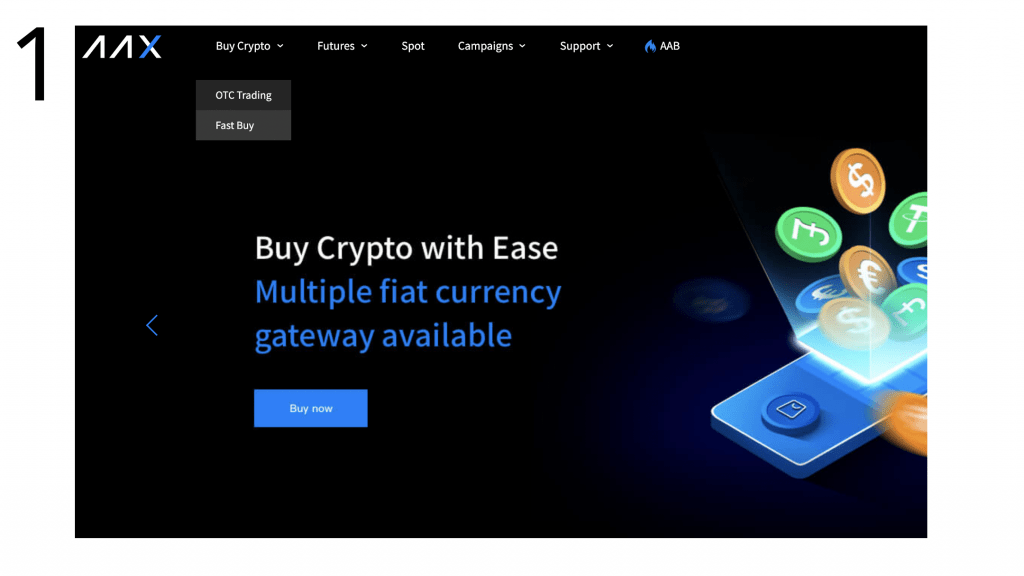 1
AAX
Buy Crypto Futures Spot Campaigns Support AAB
OTC Trading
Fast Buy
Buy Crypto with Ease
Multiple fiat currency
gateway available
Buy now